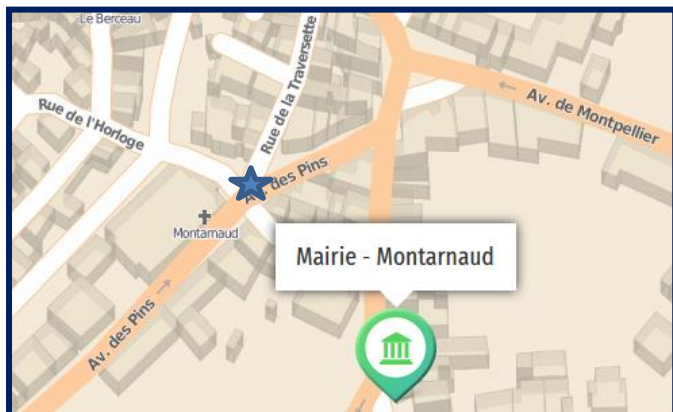 Le Berceau
Rue de l'Horloge
Rue de la Traversette
Av. de Montpellier
Av. des Pins
Montarnaud
Mairie - Montarnaud
Av. des Pins